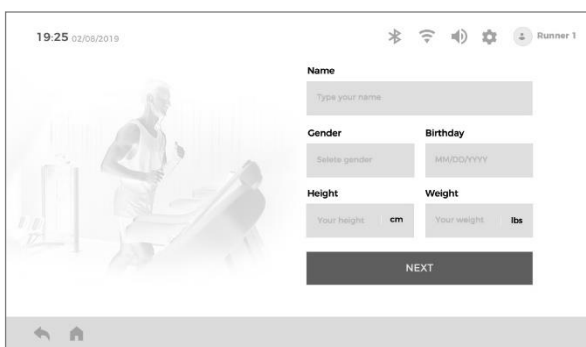 19:25 02/08/2019
Runner 1
Name
Type your name
Gender
Birthday
Selele gender
MM/DD/YYYY
Height
Weight
Your height
cm
Your weight
lbs
NEXT